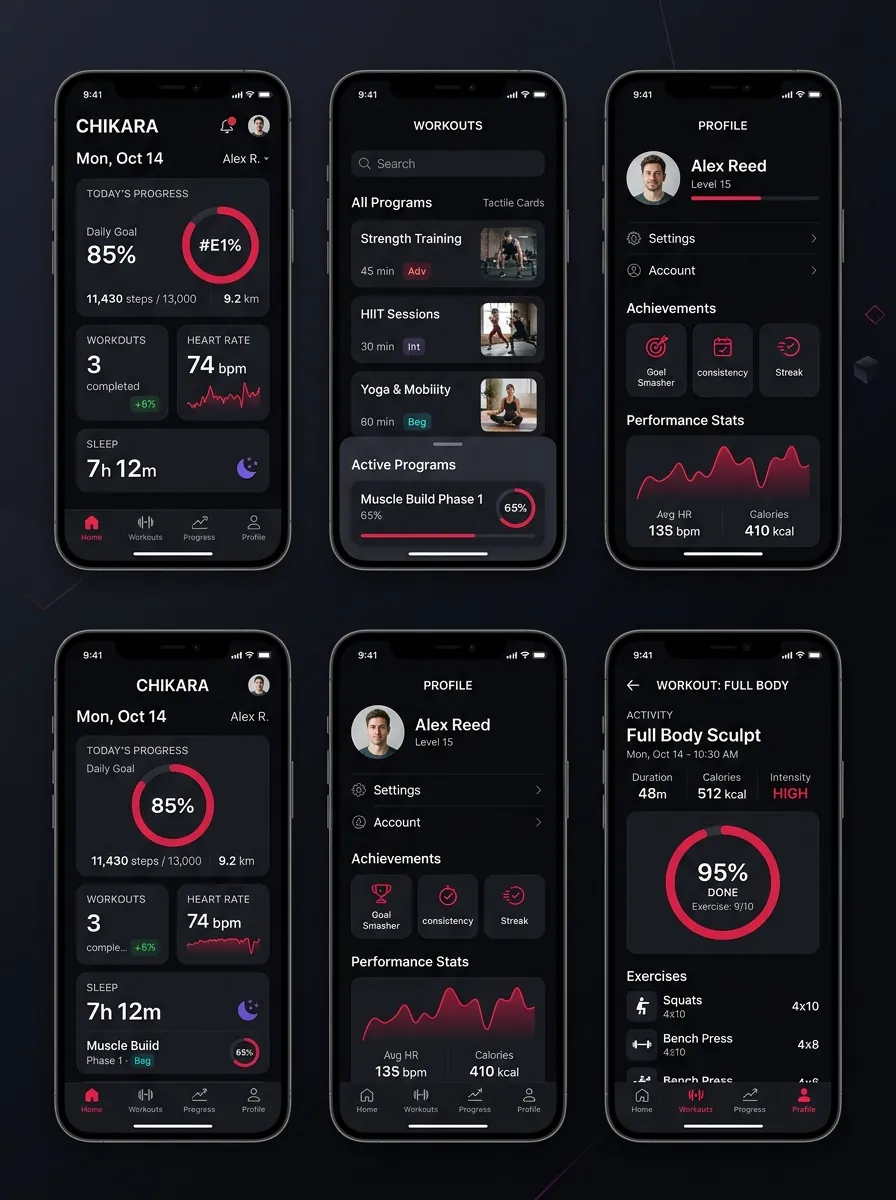 9:41
CHIKARA
Mon, Oct 14
Alex R.
TODAY'S PROGRESS
Daily Goal
85%
#E1%
11,430 steps / 13,000
9.2 km
WORKOUTS
3
completed
+6%
HEART RATE
74 bpm
SLEEP
7h 12m
Home
Workouts
Progress
Profile
9:41
WORKOUTS
Search
All Programs
Tactile Cards
Strength Training
45 min
Adv
HIIT Sessions
30 min
Int
Yoga & Mobiiity
60 min
Beg
Active Programs
Muscle Build Phase 1
65%
65%
9:41
PROFILE
Alex Reed
Level 15
Settings
Account
Achievements
Goel
Smasher
consistency
Streak
Performance Stats
Avg HR
135 bpm
Calories
410 kcal
9:41
CHIKARA
Mon, Oct 14
Alex R.
TODAY'S PROGRESS
Daily Goal
85%
11,430 steps / 13,000
9.2 km
WORKOUTS
3
comple...
+6%
HEART RATE
74 bpm
SLEEP
7h 12m
Muscle Buiid
Phase 1 · Beg
65%
Home
Workouts
Progress
Profile
9:41
PROFILE
Alex Reed
Level 15
Settings
Account
Achievements
Goal
Smasher
consistency
Streak
Performance Stats
Avg HR
135 bpm
Calories
410 kcal
Home
Workouts
Progress
Profile
9:41
WORKOUT: FULL BODY
ACTIVITY
Full Body Sculpt
Mon, Oct 14 - 10:30 AM
Duration
48m
Calories
512 kcal
Intensity
HIGH
95%
DONE
Exercise: 9/10
Exercises
Squats
4x10
4x10
Bench Press
4x8
Bench Press
Home
Workouts
Progress
Profile